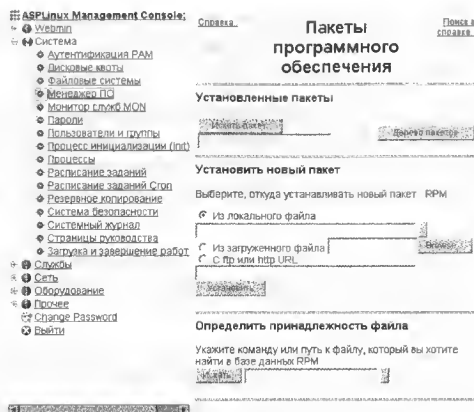 ASPLinux Management Console:
Webmin
Система
Аутентификация PAM
Дисковые квоты
Файловые системы
Менеджер ПО
Монитор служб MON
Пароли
Пользователи и группы
Процесс инициализации (Init)
Процессы
Расписание заданий
Расписание заданий Cron
Резервное копирование
Система безопасности
Системный журнал
Страницы руководства
Загрузка и завершение работ
Службы
Сеть
Оборудование
Прочее
Change Password
Выйти
Справка..
Пакеты
программного
обеспечения
Поиск в
справке
Установленные пакеты
Искать пакет
Дерево пакетов
Установить новый пакет
Выберите, откуда устанавливать новый пакет RPM
Из локального файла
Из загруженного файла
Browse
С ftp или http URL
Установить
Определить принадлежность файла
Укажите команду или путь к файлу, который вы хотите
найти в базе данных RPM
Искать